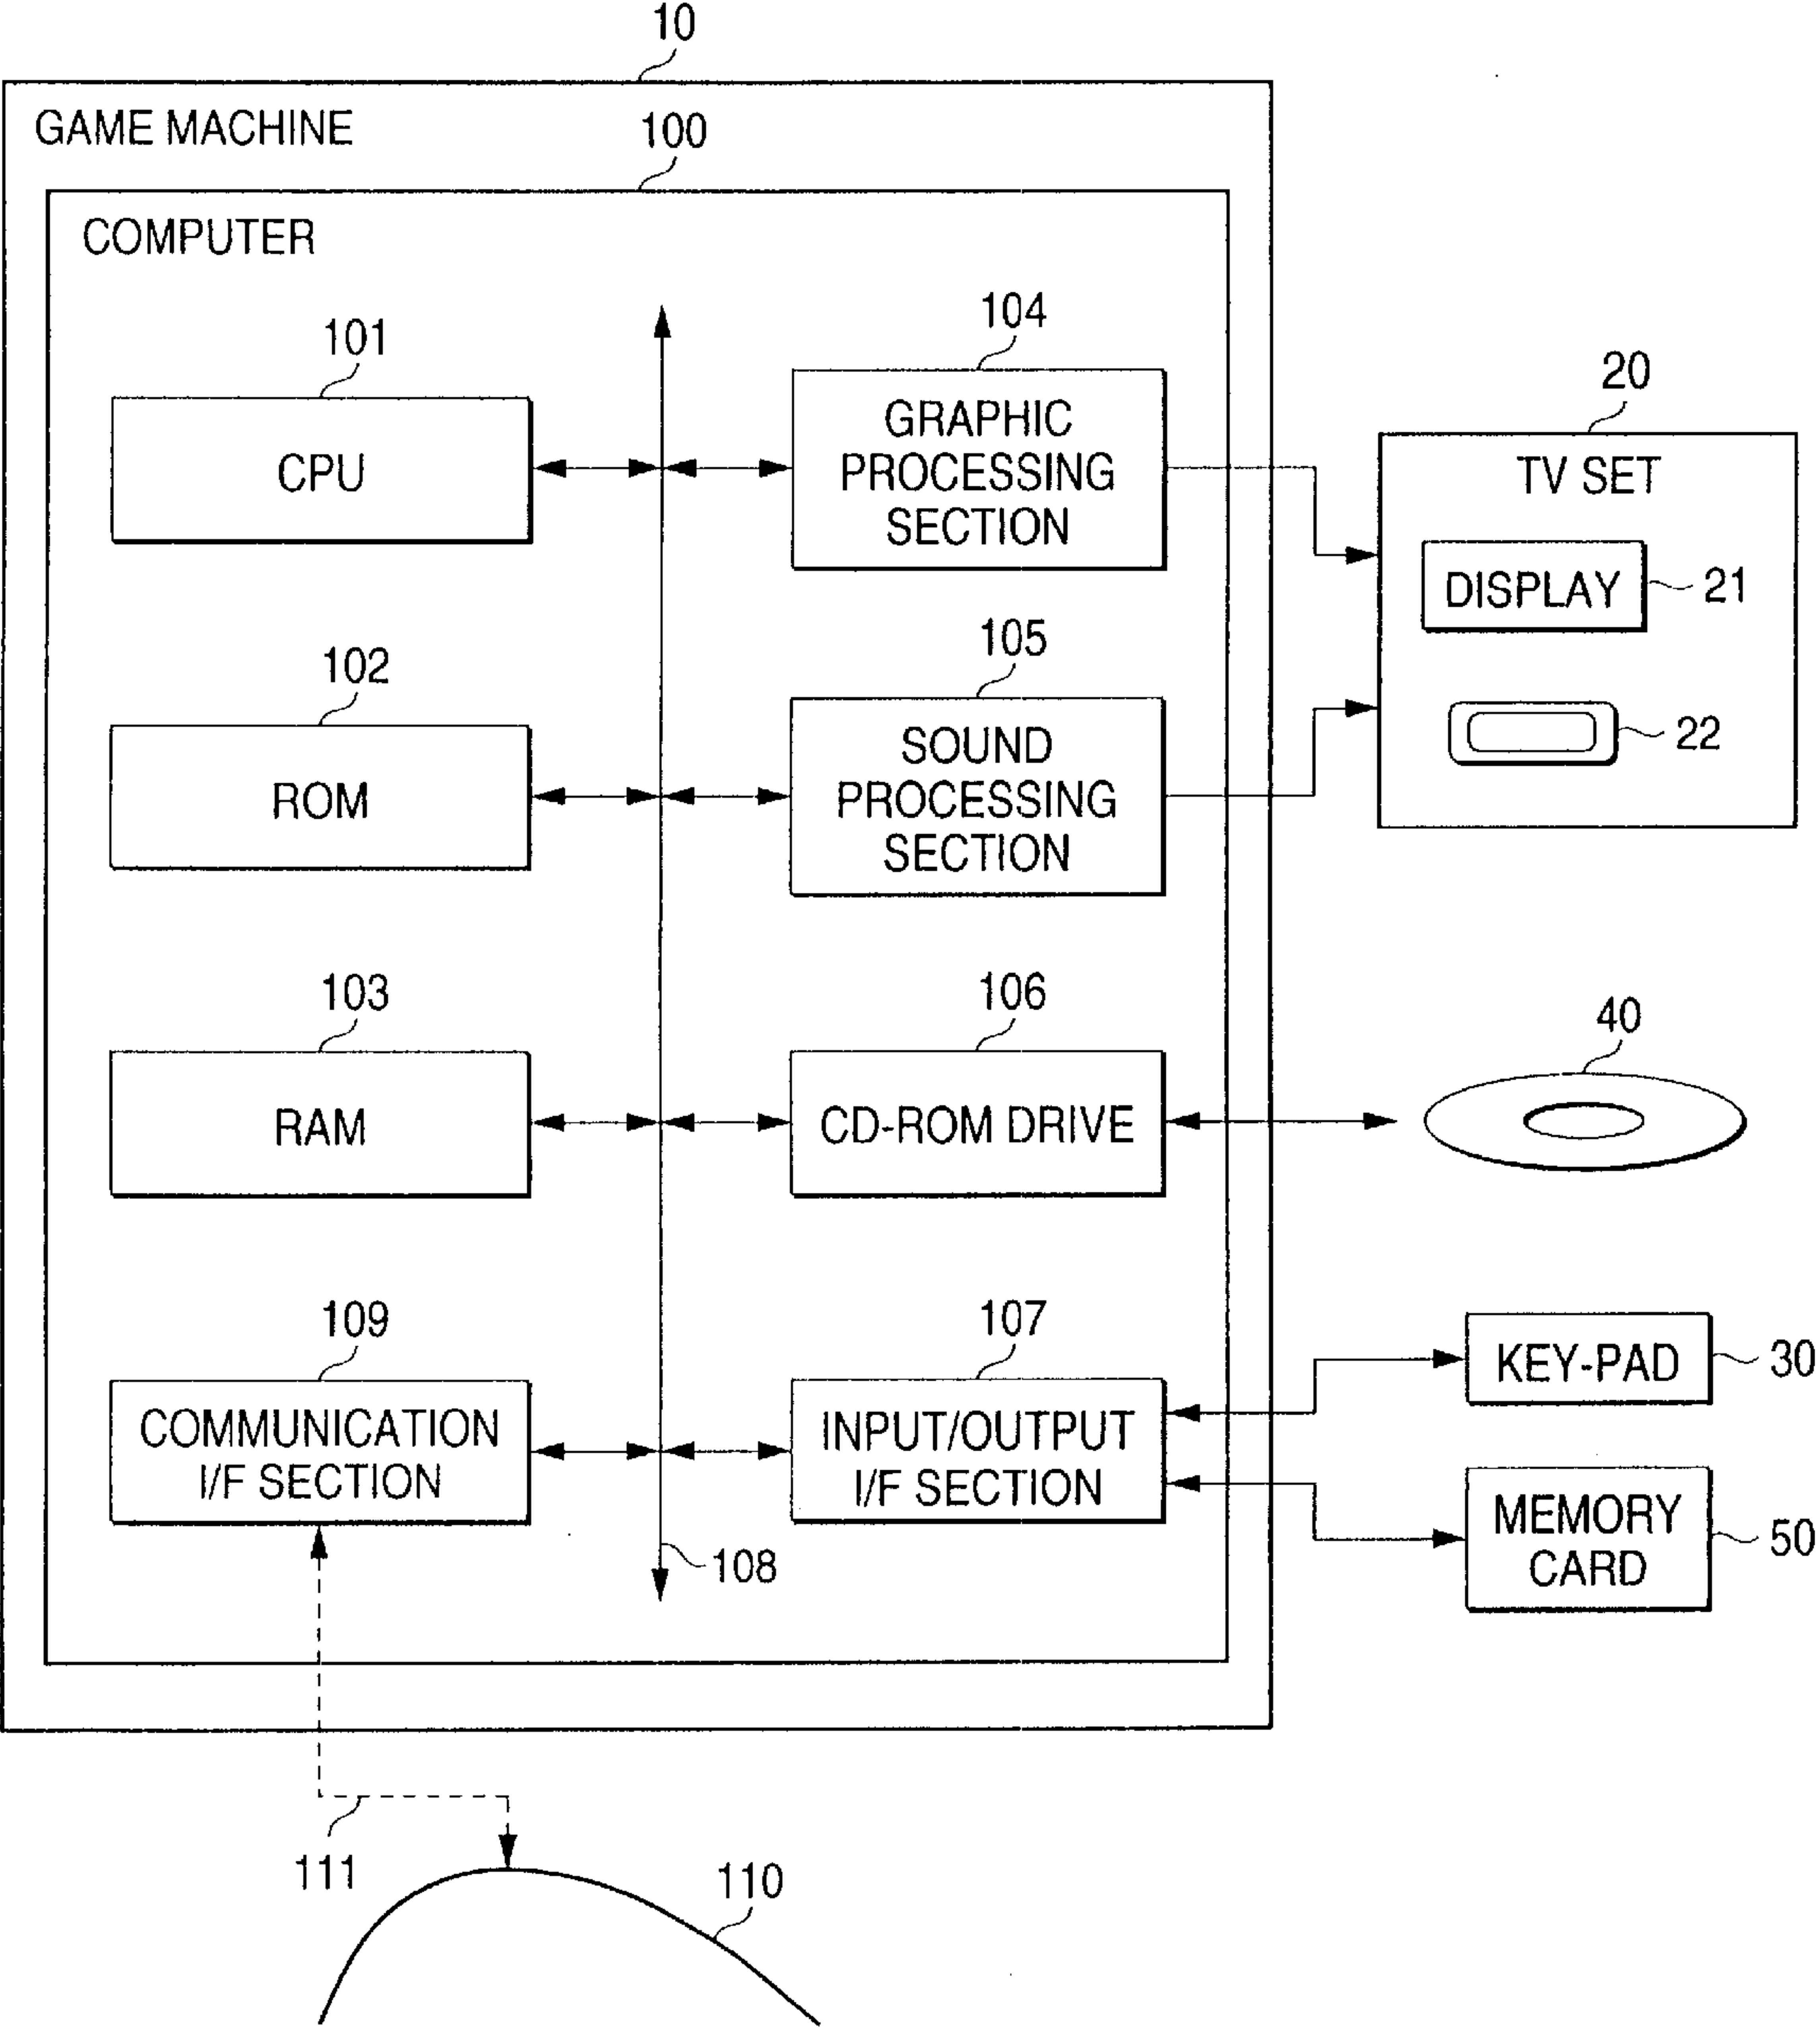 10
GAME MACHINE
100
COMPUTER
101
CPU
104
GRAPHIC
PROCESSING
SECTION
20
TV SET
DISPLAY
21
22
102
ROM
105
SOUND
PROCESSING
SECTION
103
RAM
106
CD-ROM DRIVE
40
109
COMMUNICATION
I/F SECTION
107
INPUT/OUTPUT
I/F SECTION
KEY-PAD
30
MEMORY
CARD
50
108
111
110